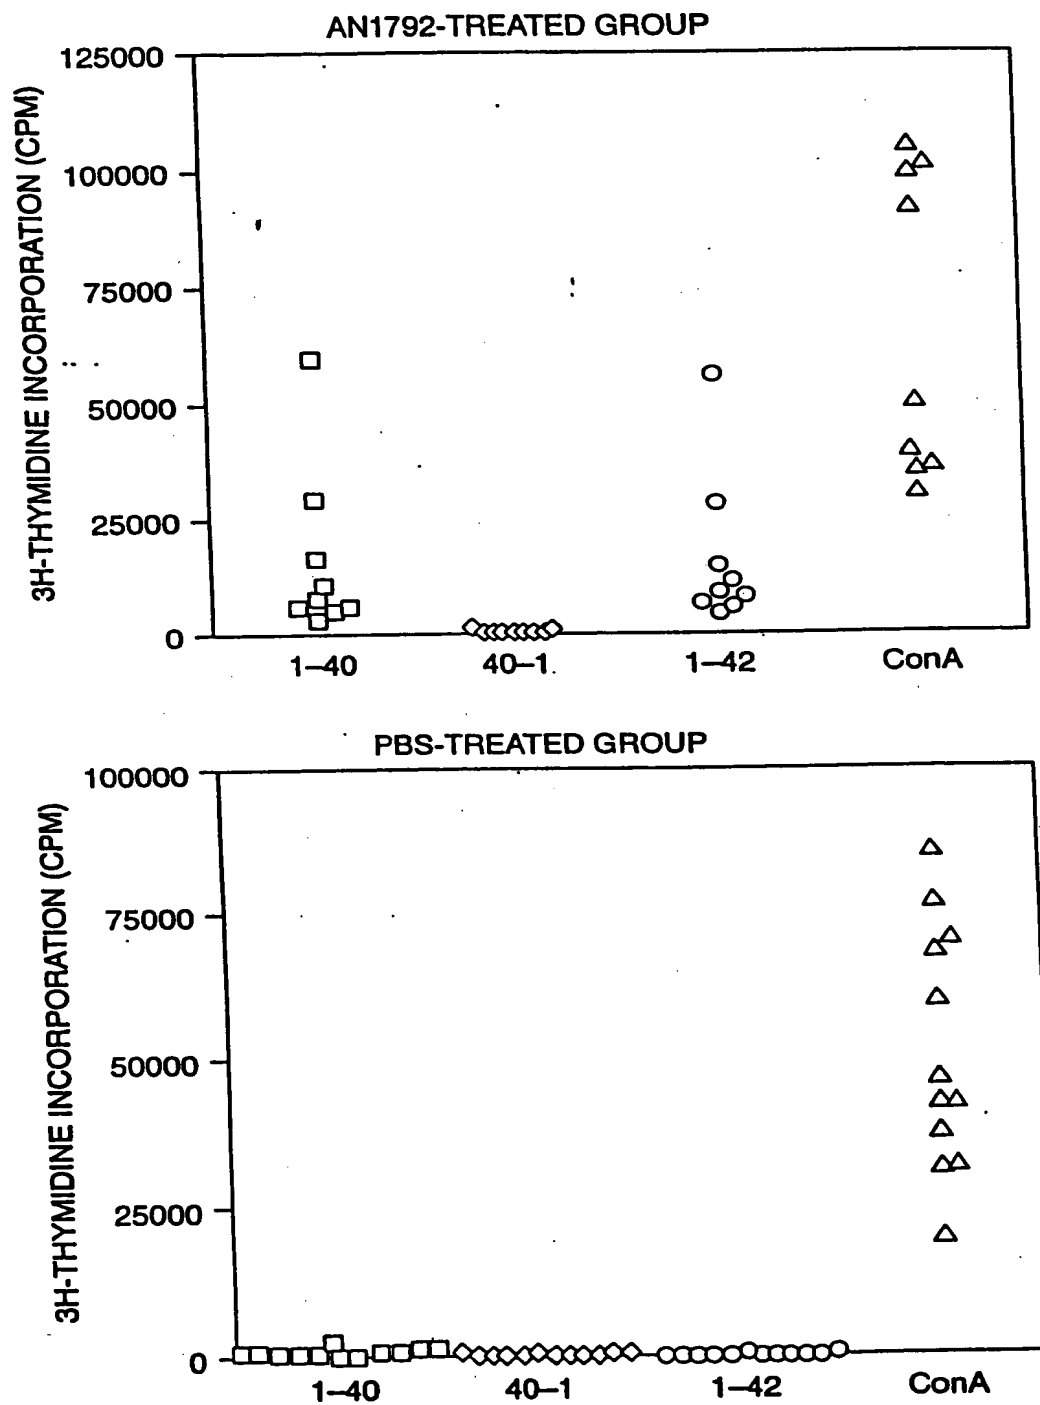 AN1792-TREATED GROUP
3H-THYMIDINE INCORPORATION (CPM)
125000
100000
75000
50000
25000
0
1–40
40–1
1–42
ConA
PBS-TREATED GROUP
3H-THYMIDINE INCORPORATION (CPM)
100000
75000
50000
25000
0
1–40
40–1
1–42
ConA